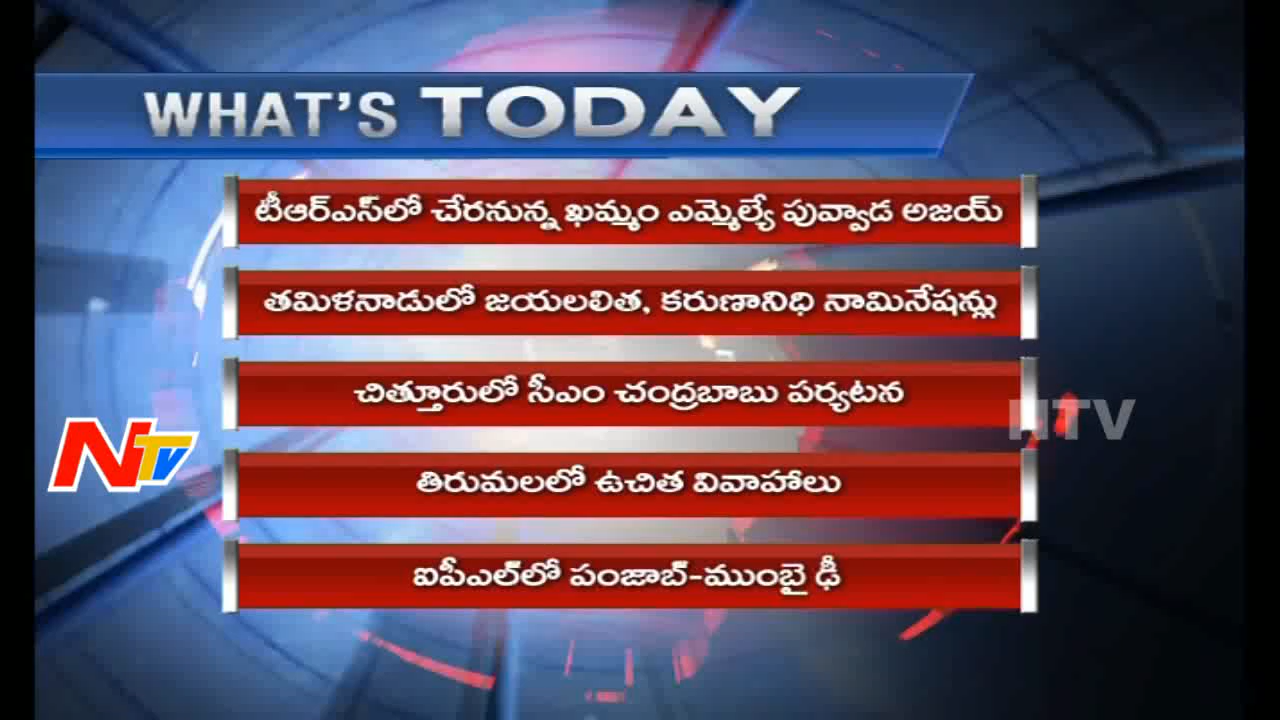 WHAT'S TODAY
టీఆర్ఎస్‌లో చేరనున్న ఖమ్మం ఎమ్మెల్యే పువ్వాడ అజయ్
తమిళనాడులో జయలలిత, కరుణానిధి నామినేషన్లు
చిత్తూరులో సీఎం చంద్రబాబు పర్యటన
NTV
NTV
తిరుమలలో ఉచిత వివాహాలు
ఐపీఎల్‌లో పంజాబ్-ముంబై ఢీ